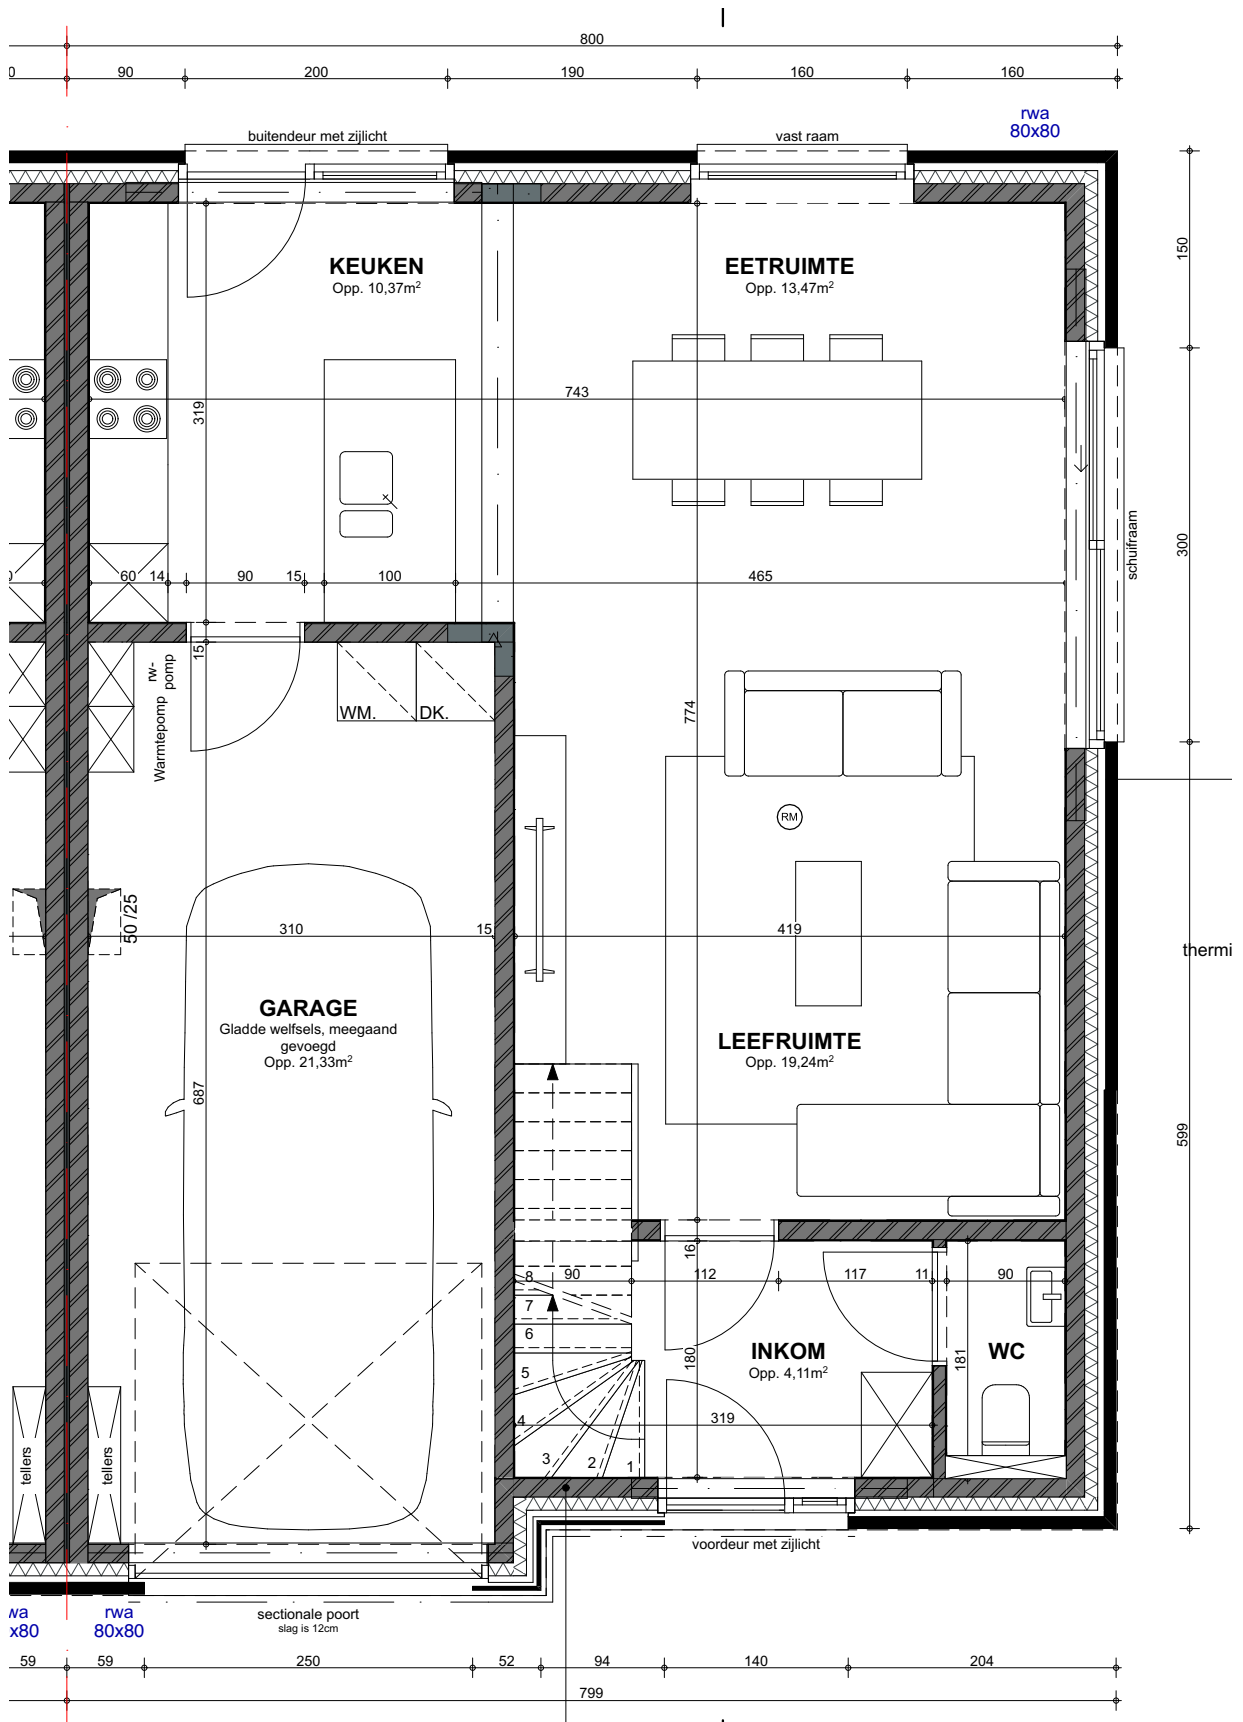 800
0
90
200
190
160
160
rwa
80x80
buitendeur met zijlicht
vast raam
KEUKEN
Opp. 10,37m²
EETRUIMTE
Opp. 13,47m²
150
743
319
schuifraam
300
60
14
90
15
100
465
15
rw-
pomp
Warmtepomp
WM.
DK.
774
RM
50 /25
310
15
419
thermi
GARAGE
Gladde welfsels, meegaand
gevoegd
Opp. 21,33m²
LEEFRUIMTE
Opp. 19,24m²
687
599
16
8
90
112
117
11
90
7
6
5
4
3
2
1
180
INKOM
Opp. 4,11m²
181
WC
319
tellers
tellers
voordeur met zijlicht
sectionale poort
slag is 12cm
wa
x80
rwa
80x80
59
59
250
52
94
140
204
799